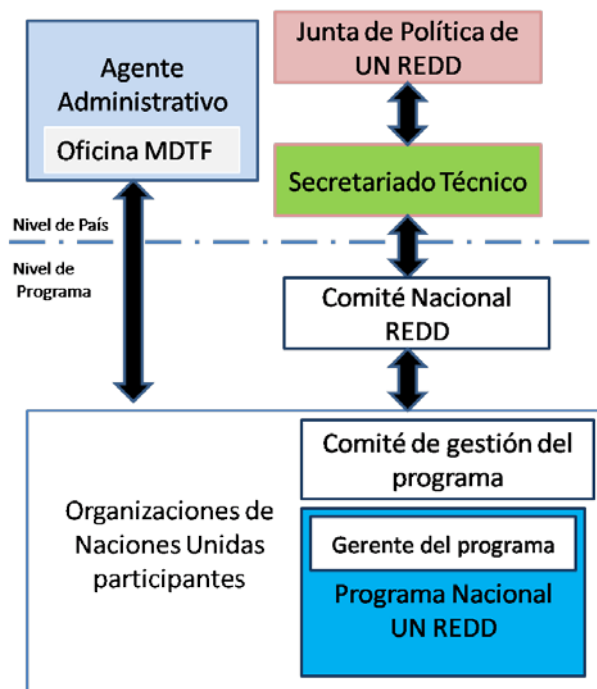 Agente
Administrativo
Oficina MDTF
Junta de Política de
UN REDD
Secretariado Técnico
Nivel de País
Nivel de
Programa
Comité Nacional
REDD
Organizaciones de
Naciones Unidas
participantes
Comité de gestión del
programa
Gerente del programa
Programa Nacional
UN REDD